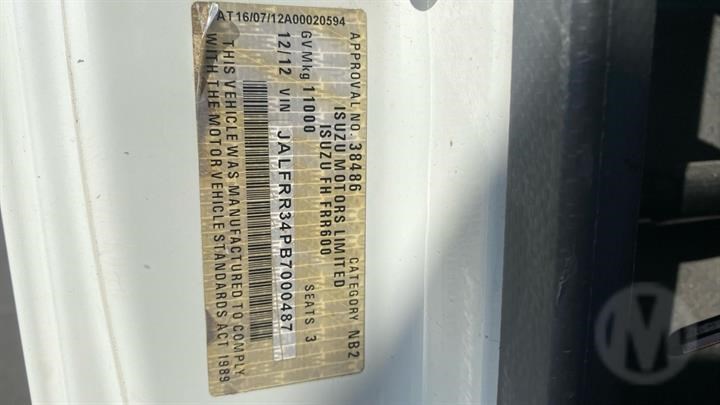 APPROVAL NO. 38486 CATEGORY NB2
ISUZU MOTORS LIMITED
ISUZU FH FRR600
GVMkg 11000 SEATS 3
12/12 VIN JALFRR34PB7000487
THIS VEHICLE WAS MANUFACTURED TO COMPLY
WITH THE MOTOR VEHICLE STANDARDS ACT 1989
AT16/07/12A00020594
M